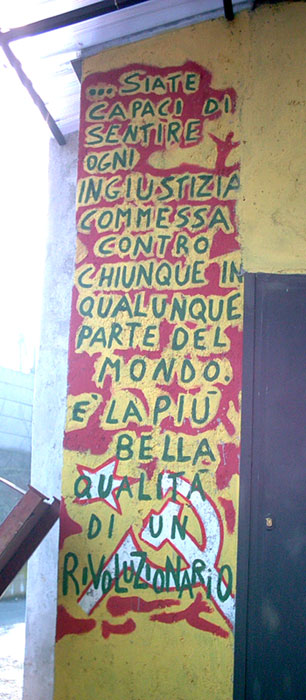 ... SIATE
CAPACI DI
SENTIRE
OGNI
INGIUSTIZIA
COMMESSA
CONTRO
CHIUNQUE IN
QUALUNQUE
PARTE DEL
MONDO.
E' LA PIÙ
BELLA
QUALITÀ
DI UN
RIVOLUZIONARIO